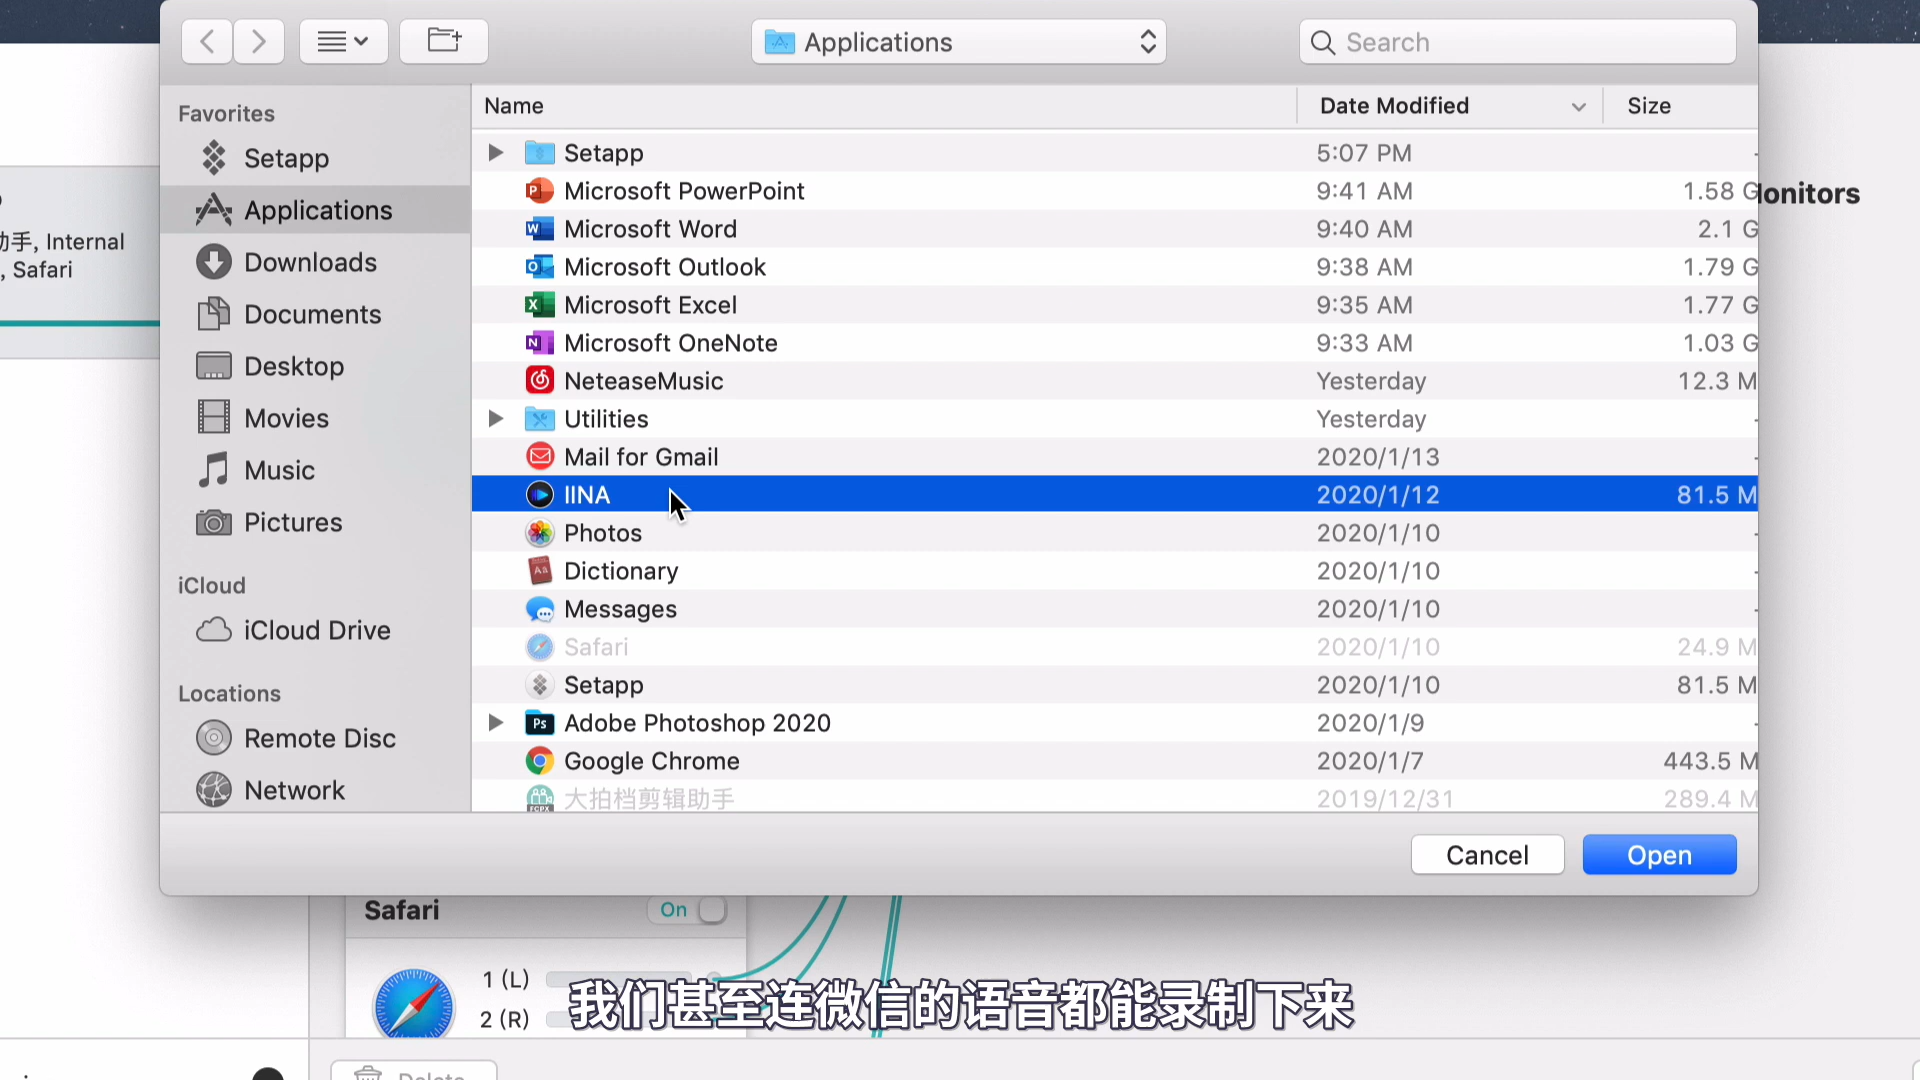 Applications
Search
Favorites
Setapp
Applications
Downloads
Documents
Desktop
Movies
Music
Pictures
iCloud
iCloud Drive
Locations
Remote Disc
Network
Name Date Modified Size
Setapp 5:07 PM -
Microsoft PowerPoint 9:41 AM 1.58 G
Microsoft Word 9:40 AM 2.1 G
Microsoft Outlook 9:38 AM 1.79 G
Microsoft Excel 9:35 AM 1.77 G
Microsoft OneNote 9:33 AM 1.03 G
NeteaseMusic Yesterday 12.3 M
Utilities Yesterday -
Mail for Gmail 2020/1/13 -
IINA 2020/1/12 81.5 M
Photos 2020/1/10 -
Dictionary 2020/1/10 -
Messages 2020/1/10 -
Safari 2020/1/10 24.9 M
Setapp 2020/1/10 81.5 M
Adobe Photoshop 2020 2020/1/9 -
Google Chrome 2020/1/7 443.5 M
大拍档剪辑助手 2019/12/31 289.4 M
Cancel Open
助手, Internal
, Safari
onitors
Safari On
1 (L)
2 (R)
我们甚至连微信的语音都能录制下来
Delete